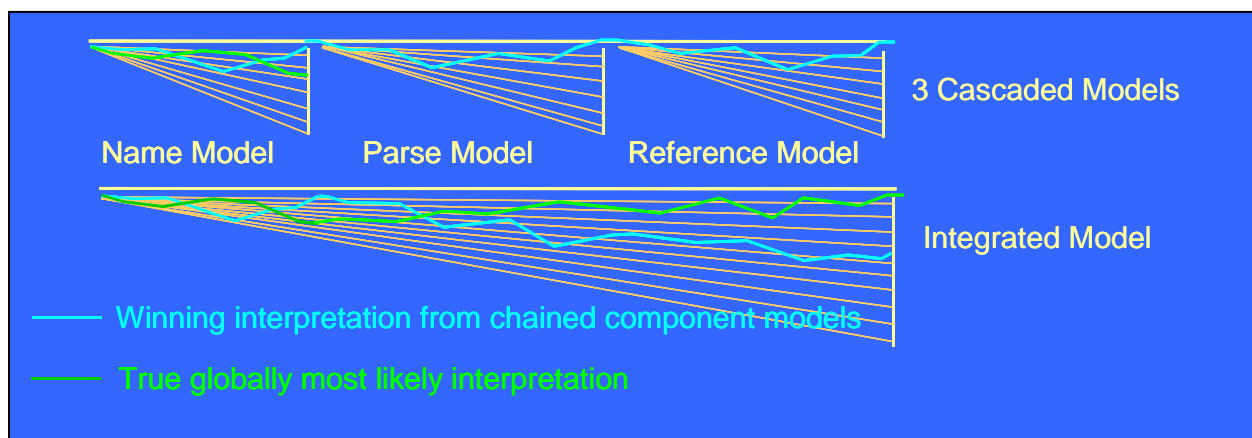 3 Cascaded Models
Name Model
Parse Model
Reference Model
Integrated Model
Winning interpretation from chained component models
True globally most likely interpretation